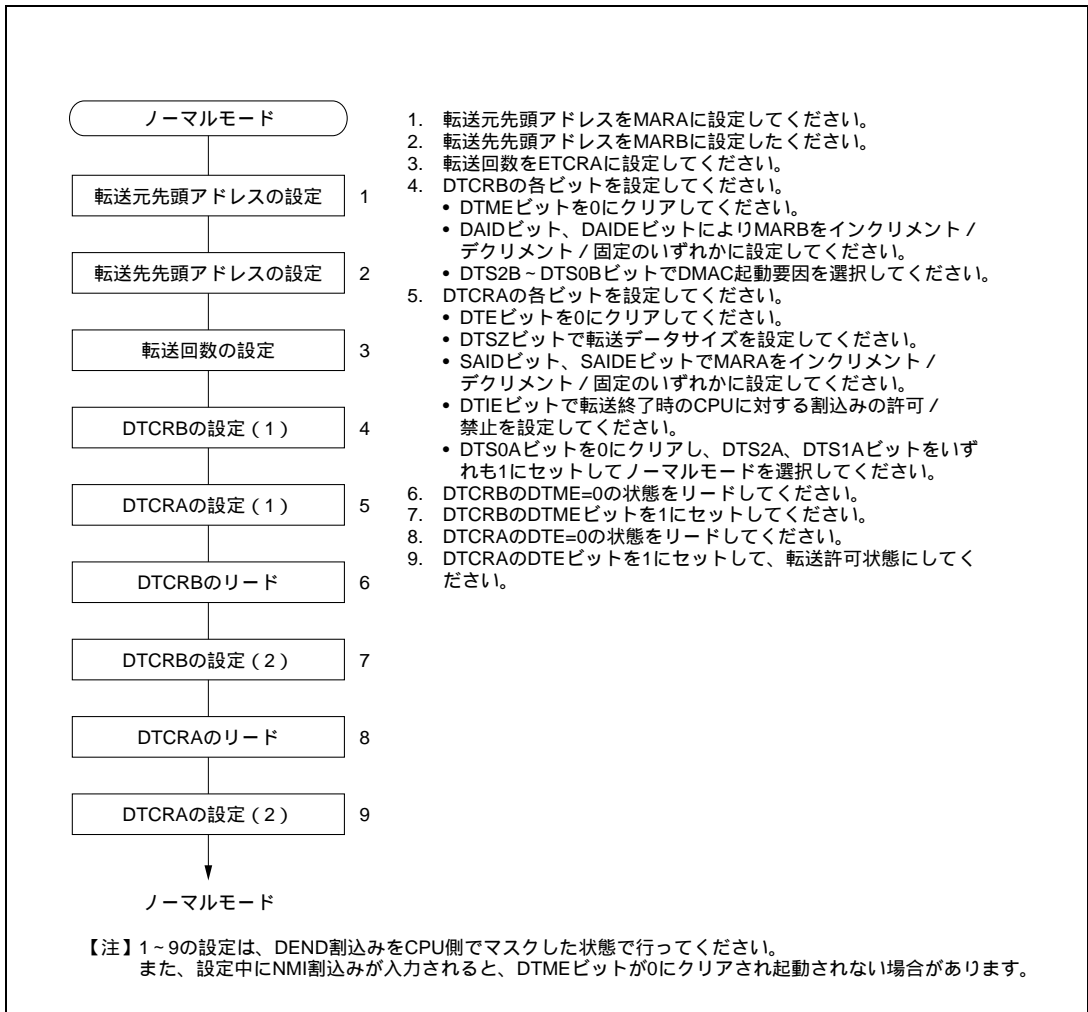 ノーマルモード
転送元先頭アドレスの設定 1
転送先先頭アドレスの設定 2
転送回数の設定 3
DTCRBの設定（1） 4
DTCRAの設定（1） 5
DTCRBのリード 6
DTCRBの設定（2） 7
DTCRAのリード 8
DTCRAの設定（2） 9
ノーマルモード
1. 転送元先頭アドレスをMARAに設定してください。
2. 転送先先頭アドレスをMARBに設定したください。
3. 転送回数をETCRAに設定してください。
4. DTCRBの各ビットを設定してください。
• DTMEビットを0にクリアしてください。
• DAIDビット、DAIDEビットによりMARBをインクリメント／
デクリメント／固定のいずれかに設定してください。
• DTS2B～DTS0BビットでDMAC起動要因を選択してください。
5. DTCRAの各ビットを設定してください。
• DTEビットを0にクリアしてください。
• DTSZビットで転送データサイズを設定してください。
• SAIDビット、SAIDEビットでMARAをインクリメント／
デクリメント／固定のいずれかに設定してください。
• DTIEビットで転送終了時のCPUに対する割込みの許可／
禁止を設定してください。
• DTS0Aビットを0にクリアし、DTS2A、DTS1Aビットをいず
れも1にセットしてノーマルモードを選択してください。
6. DTCRBのDTME=0の状態をリードしてください。
7. DTCRBのDTMEビットを1にセットしてください。
8. DTCRAのDTE=0の状態をリードしてください。
9. DTCRAのDTEビットを1にセットして、転送許可状態にしてく
ださい。
【注】1～9の設定は、DEND割込みをCPU側でマスクした状態で行ってください。
また、設定中にNMI割込みが入力されると、DTMEビットが0にクリアされ起動されない場合があります。